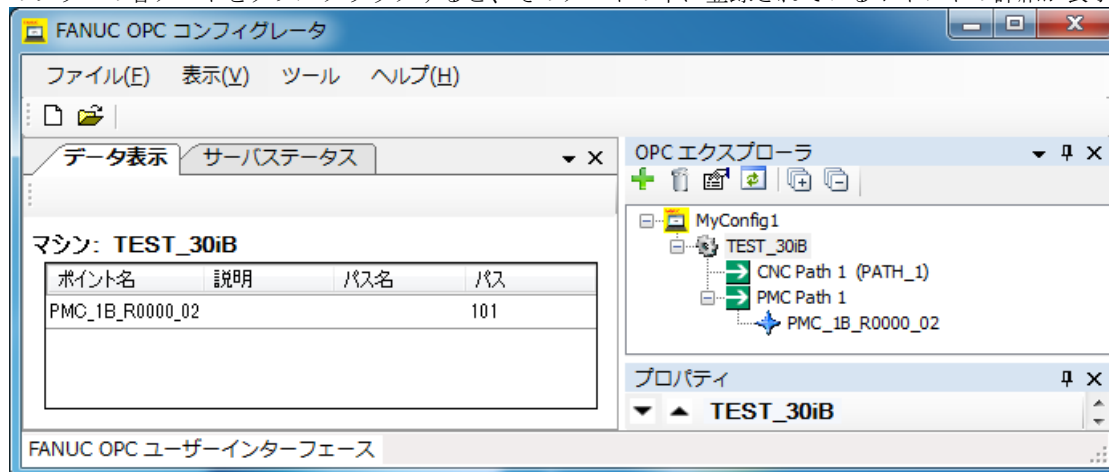 FANUC OPC コンフィグレータ
ファイル(F) 表示(V) ツール ヘルプ(H)
データ表示 サーバステータス
マシン: TEST_30iB
ポイント名 説明 パス名 パス
PMC_1B_R0000_02 101
OPC エクスプローラ
MyConfig1
TEST_30iB
CNC Path 1 (PATH_1)
PMC Path 1
PMC_1B_R0000_02
プロパティ
TEST_30iB
FANUC OPC ユーザーインターフェース